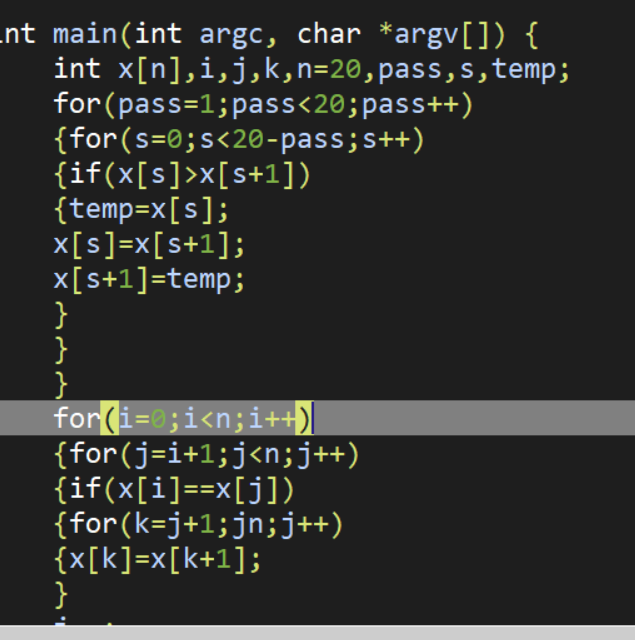 int main(int argc, char *argv[]) {
int x[n],i,j,k,n=20,pass,s,temp;
for(pass=1;pass<20;pass++)
{for(s=0;s<20-pass;s++)
{if(x[s]>x[s+1])
{temp=x[s];
x[s]=x[s+1];
x[s+1]=temp;
}
}
}
for(i=0;i<n;i++)
{for(j=i+1;j<n;j++)
{if(x[i]==x[j])
{for(k=j+1;jn;j++)
{x[k]=x[k+1];
}